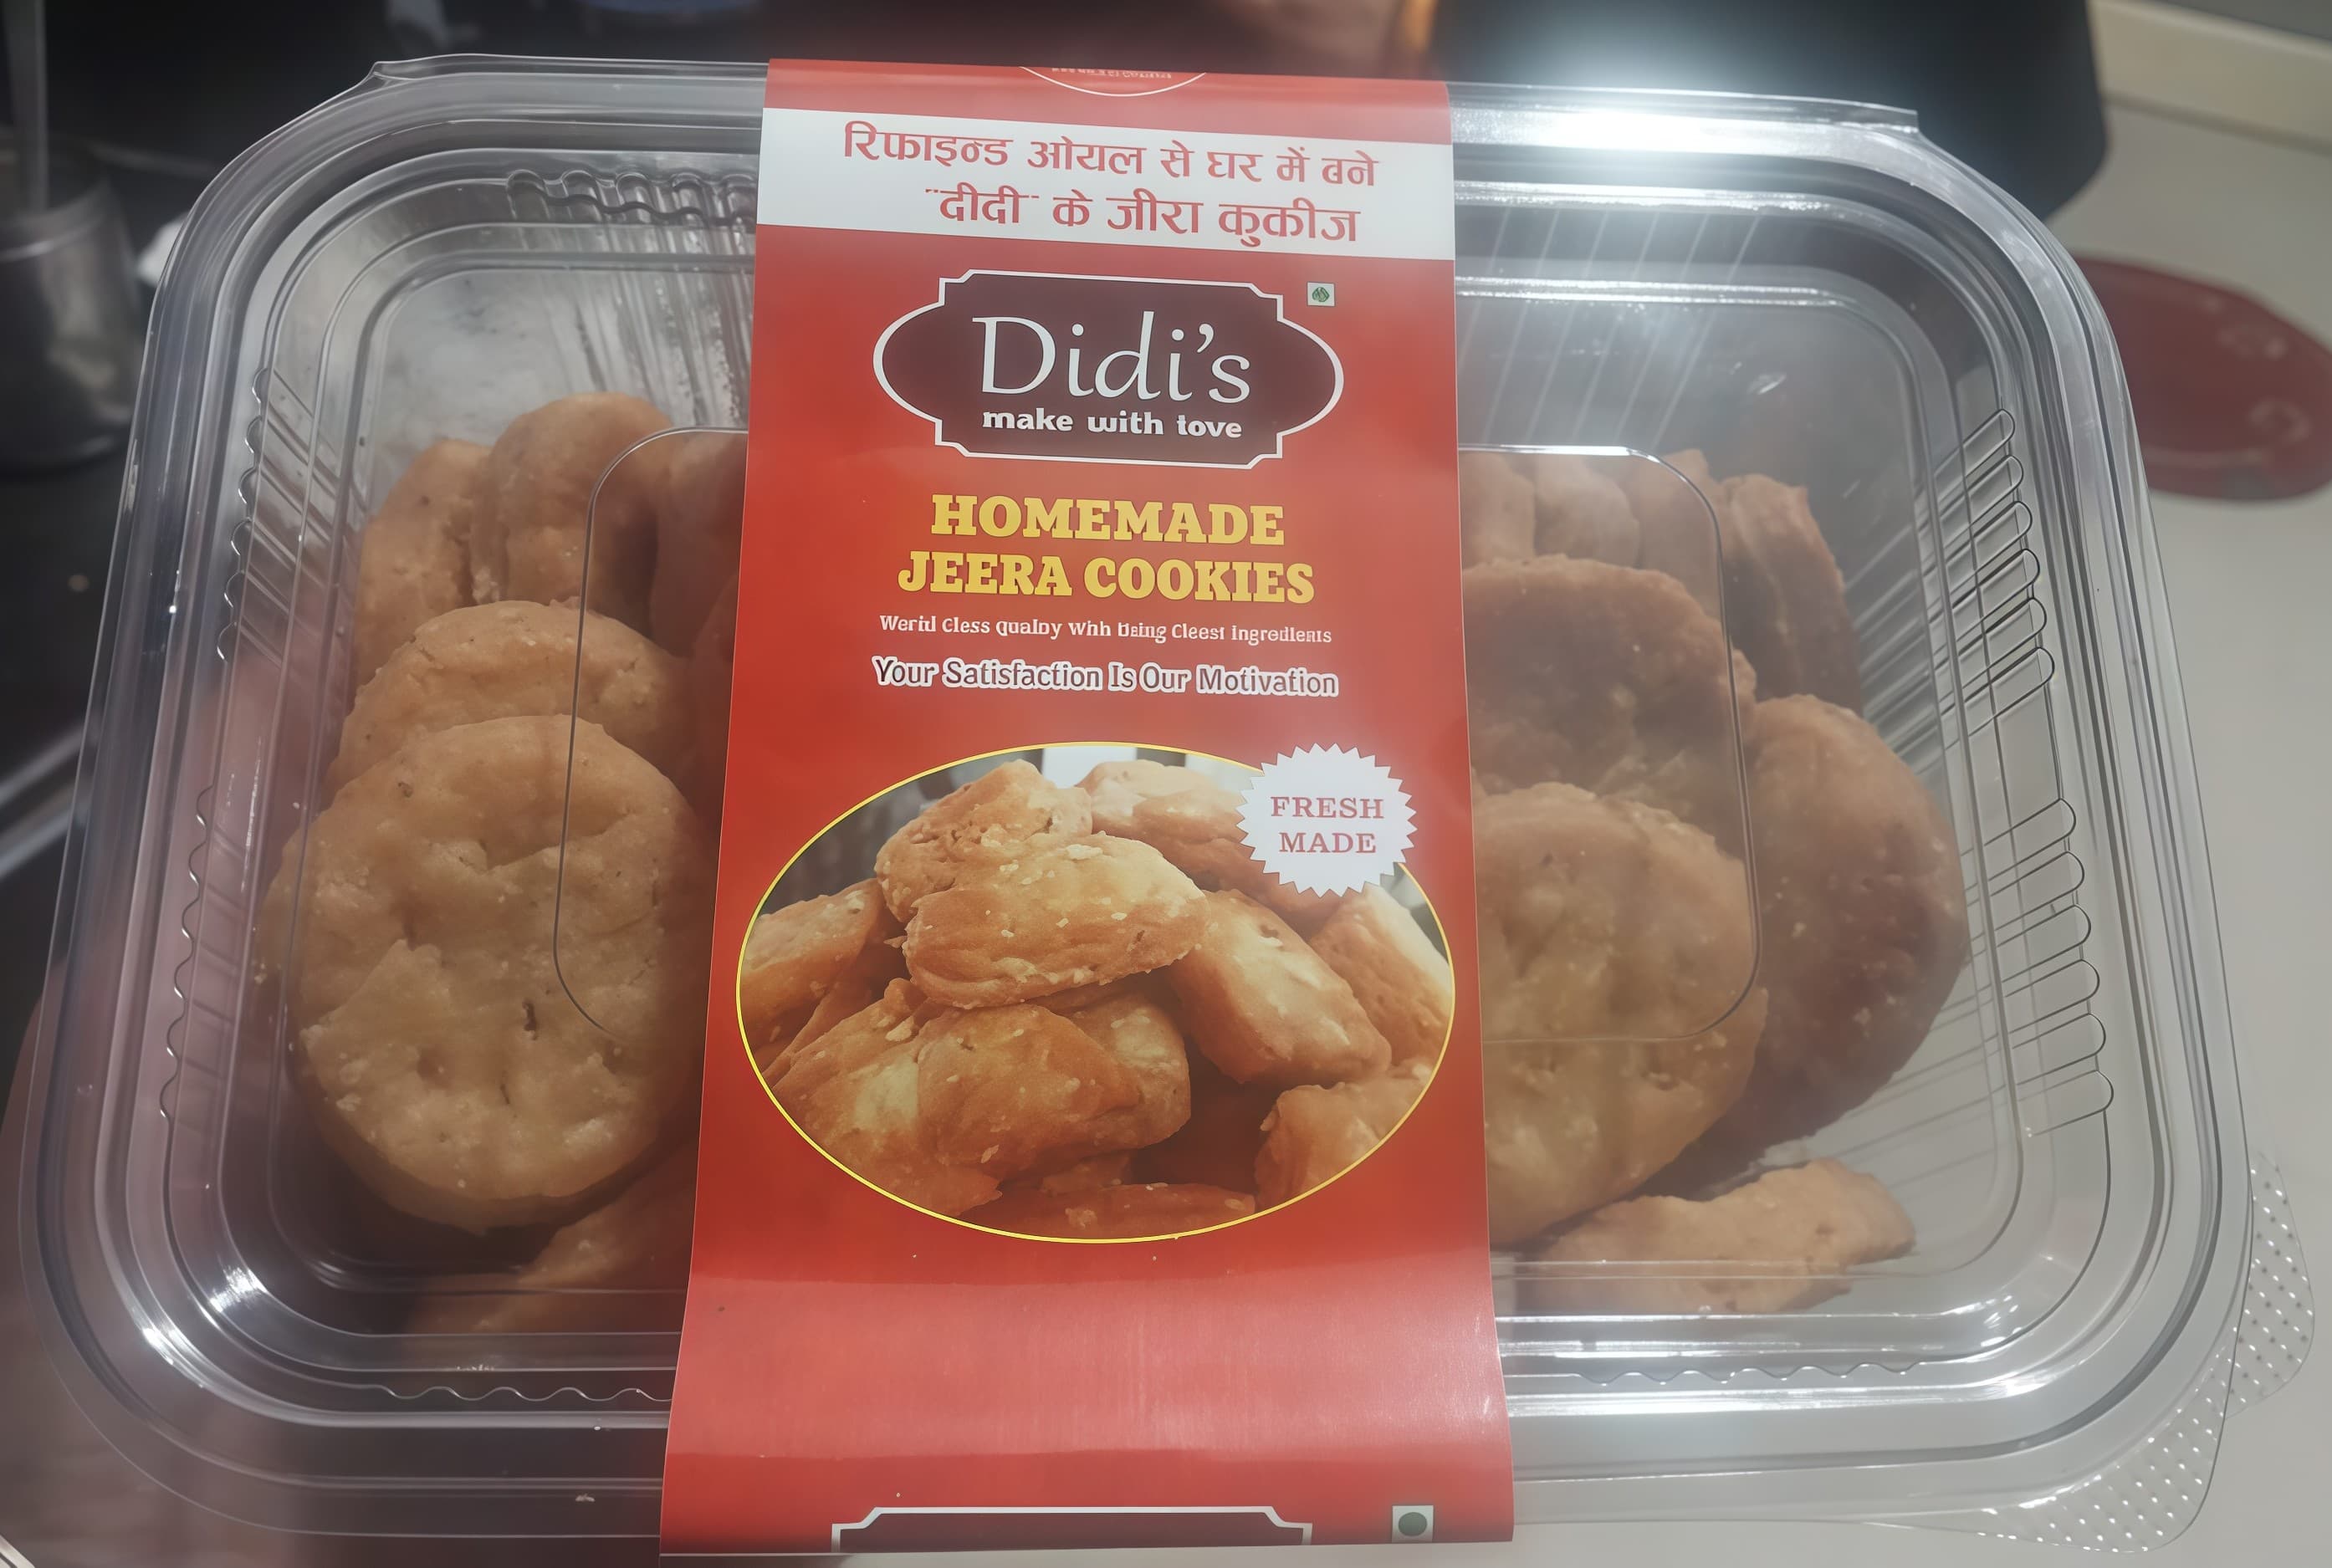 रिफाइन्ड ओयल से घर में बने
"दीदी" के जीरा कुकीज
Didi's
make with love
HOMEMADE
JEERA COOKIES
Your Satisfaction Is Our Motivation
FRESH
MADE